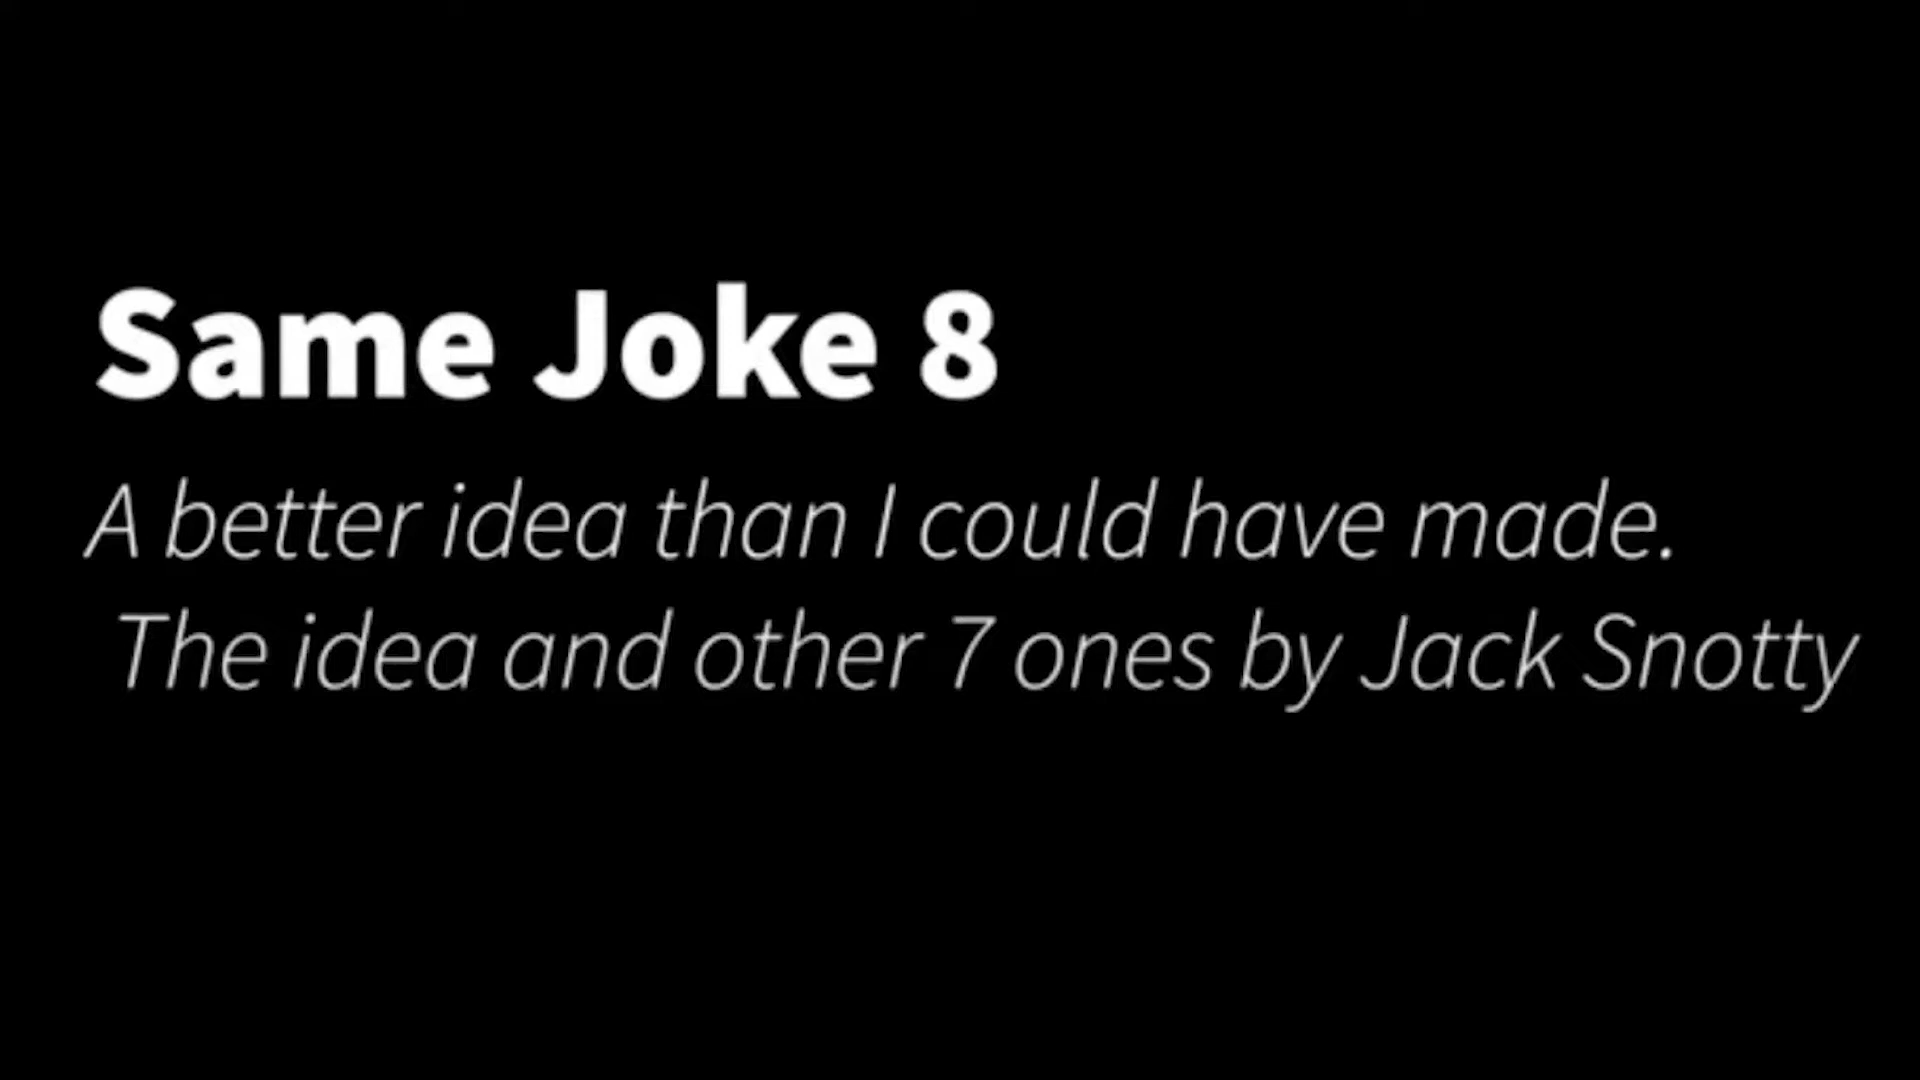 Same Joke 8
A better idea than I could have made.
The idea and other 7 ones by Jack Snotty